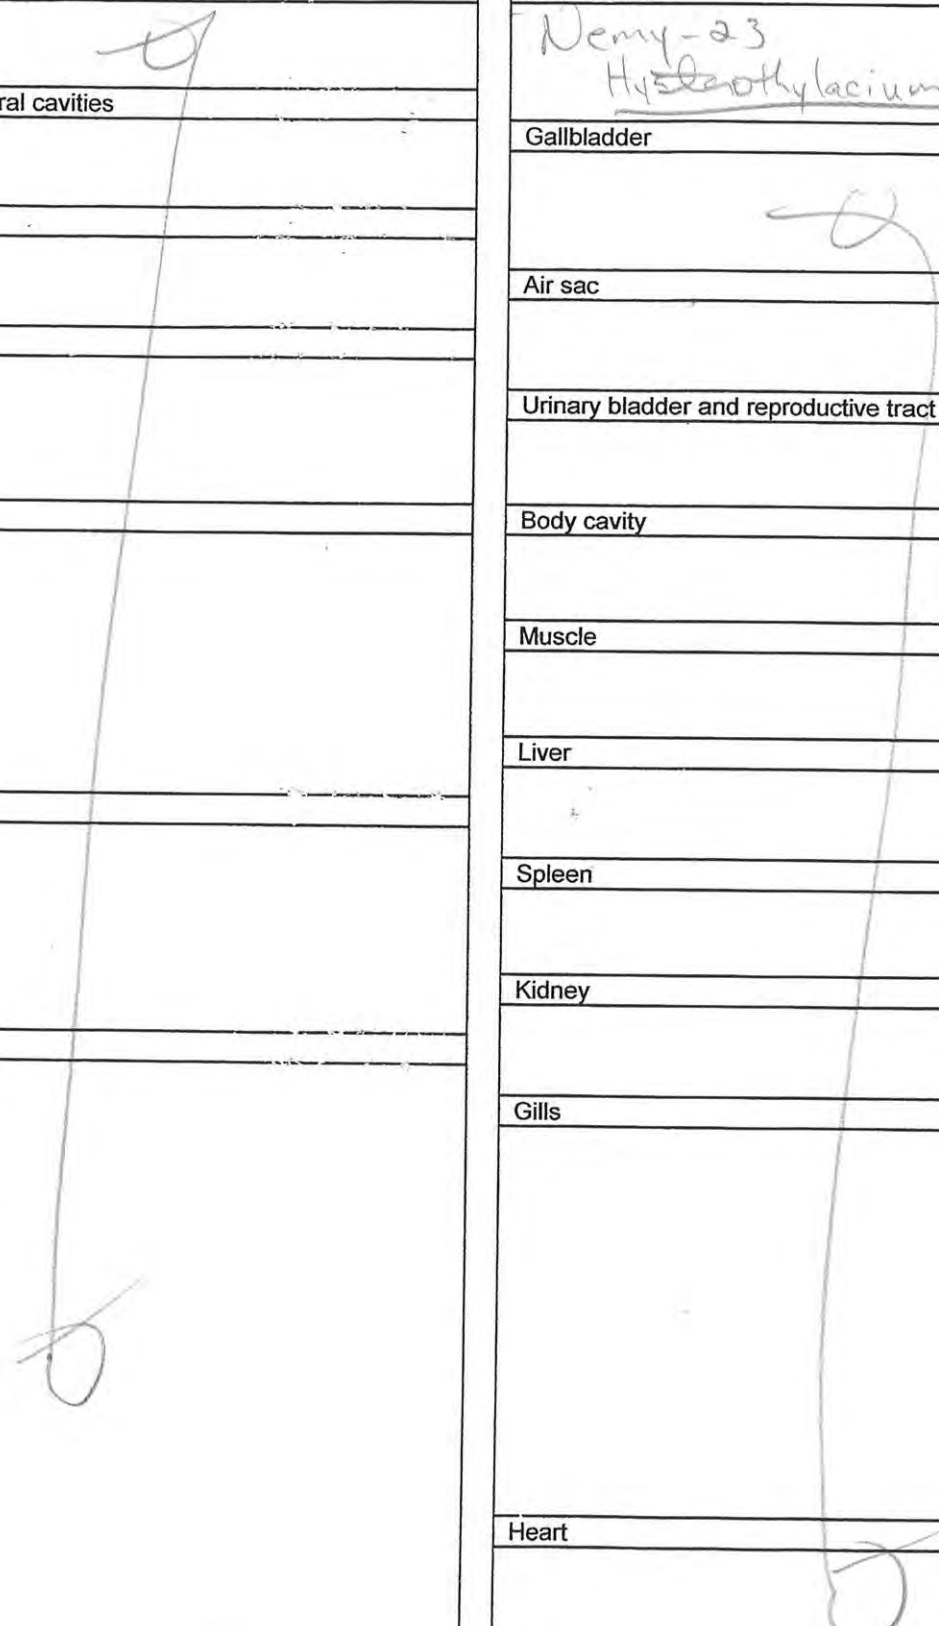 ral cavities
Nemy-23
Hysterothylacium
Gallbladder
Air sac
Urinary bladder and reproductive tract
Body cavity
Muscle
Liver
Spleen
Kidney
Gills
Heart